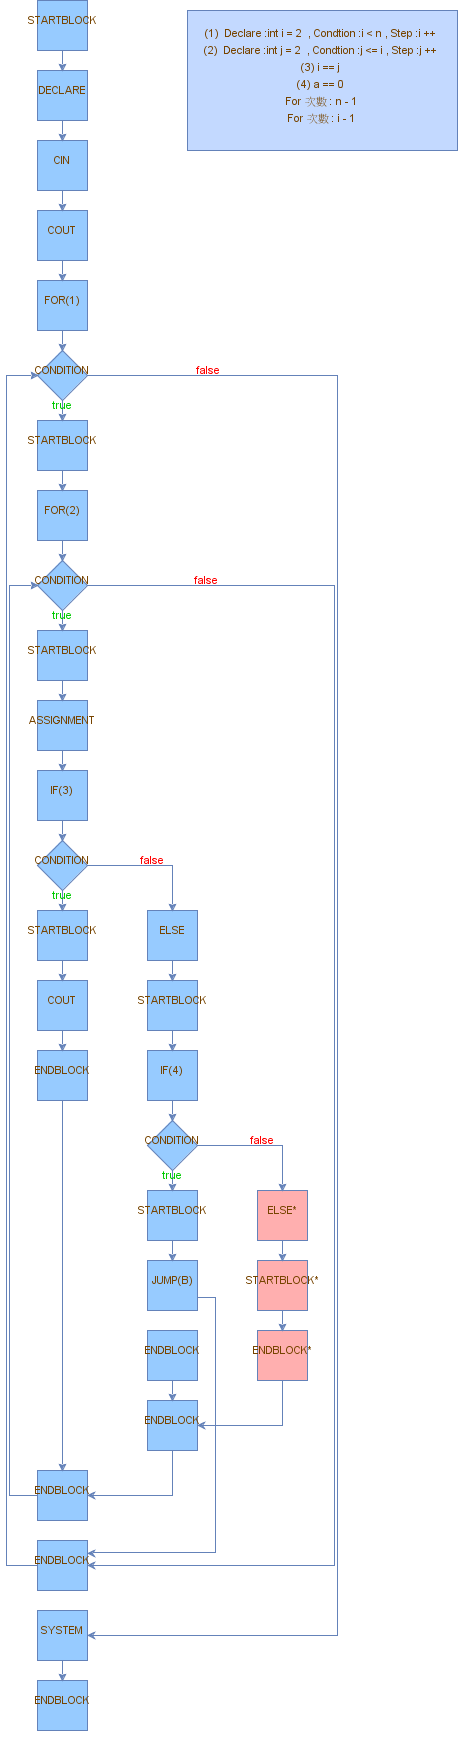 STARTBLOCK
(1) Declare :int i = 2 , Condtion :i < n , Step :i ++
(2) Declare :int j = 2 , Condtion :j <= i , Step :j ++
(3) i == j
(4) a == 0
For 次數 : n - 1
For 次數 : i - 1
DECLARE
CIN
COUT
FOR(1)
CONDITION
false
true
STARTBLOCK
FOR(2)
CONDITION
false
true
STARTBLOCK
ASSIGNMENT
IF(3)
CONDITION
false
true
STARTBLOCK
ELSE
COUT
STARTBLOCK
ENDBLOCK
IF(4)
CONDITION
false
true
STARTBLOCK
ELSE*
JUMP(B)
STARTBLOCK*
ENDBLOCK
ENDBLOCK*
ENDBLOCK
ENDBLOCK
ENDBLOCK
SYSTEM
ENDBLOCK